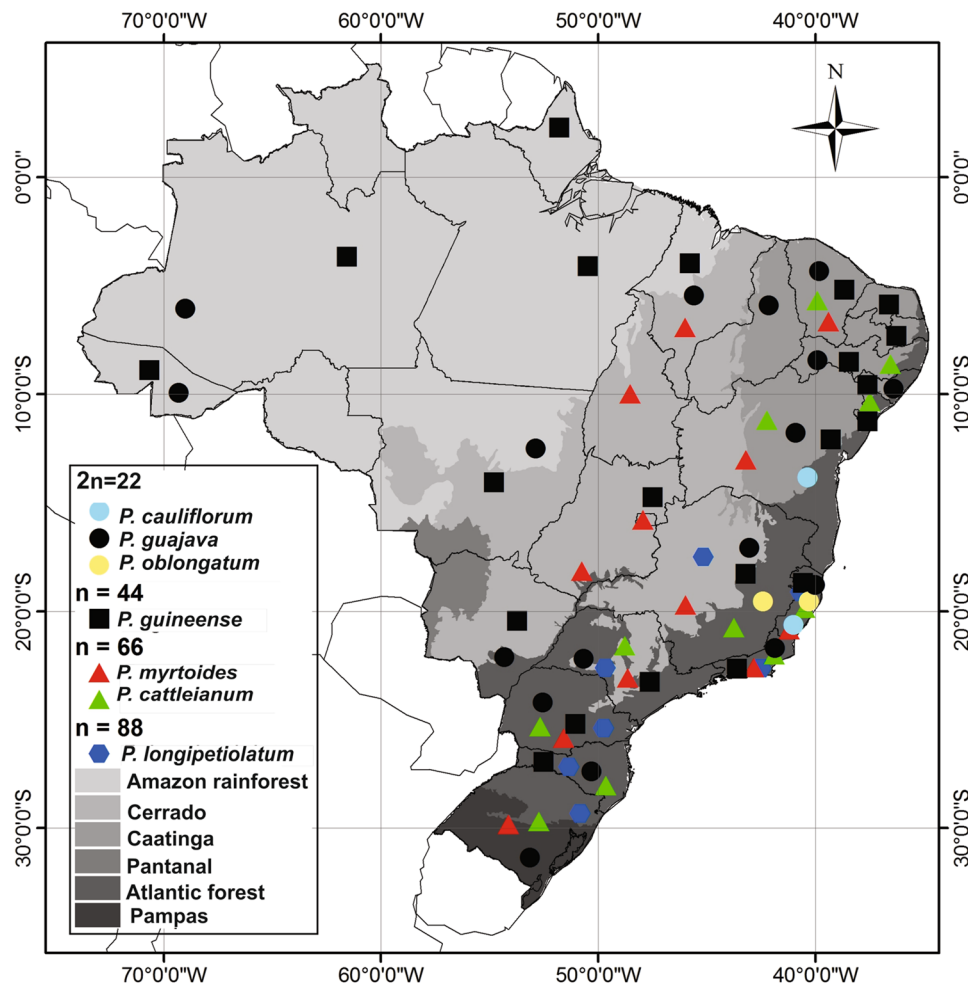 70°0'0"W 60°0'0"W 50°0'0"W 40°0'0"W
N
0°0'0" 0°0'0"
10°0'0"S 10°0'0"S
2n=22
P. cauliflorum
P. guajava
P. oblongatum
n = 44
P. guineense
n = 66
P. myrtoides
P. cattleianum
n = 88
P. longipetiolatum
Amazon rainforest
Cerrado
Caatinga
Pantanal
Atlantic forest
Pampas
20°0'0"S 20°0'0"S
30°0'0"S 30°0'0"S
70°0'0"W 60°0'0"W 50°0'0"W 40°0'0"W